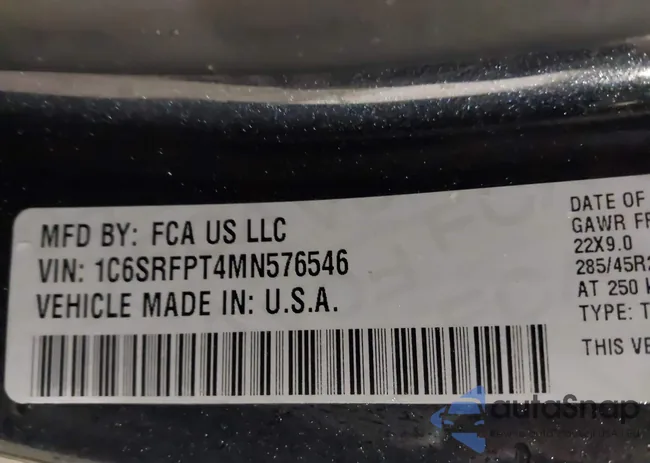 MFD BY: FCA US LLC
VIN: 1C6SRFPT4MN576546
VEHICLE MADE IN: U.S.A.
DATE OF
GAWR FR
22X9.0
285/45R2
AT 250 K
TYPE: T
THIS VE
autoSnap